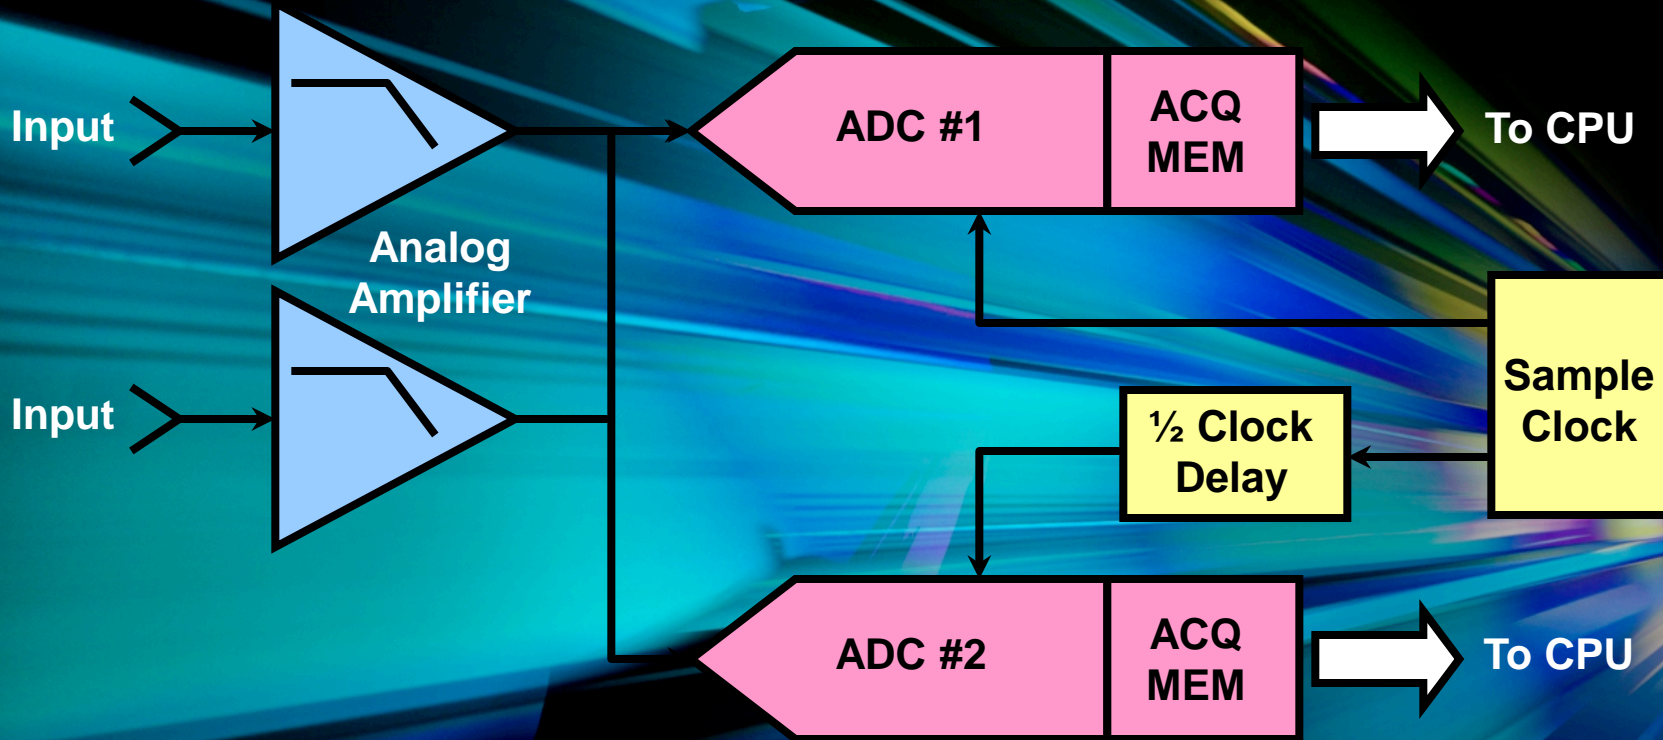 Input
ADC #1
ACQ
MEM
To CPU
Analog
Amplifier
Input
½ Clock
Delay
Sample
Clock
ADC #2
ACQ
MEM
To CPU